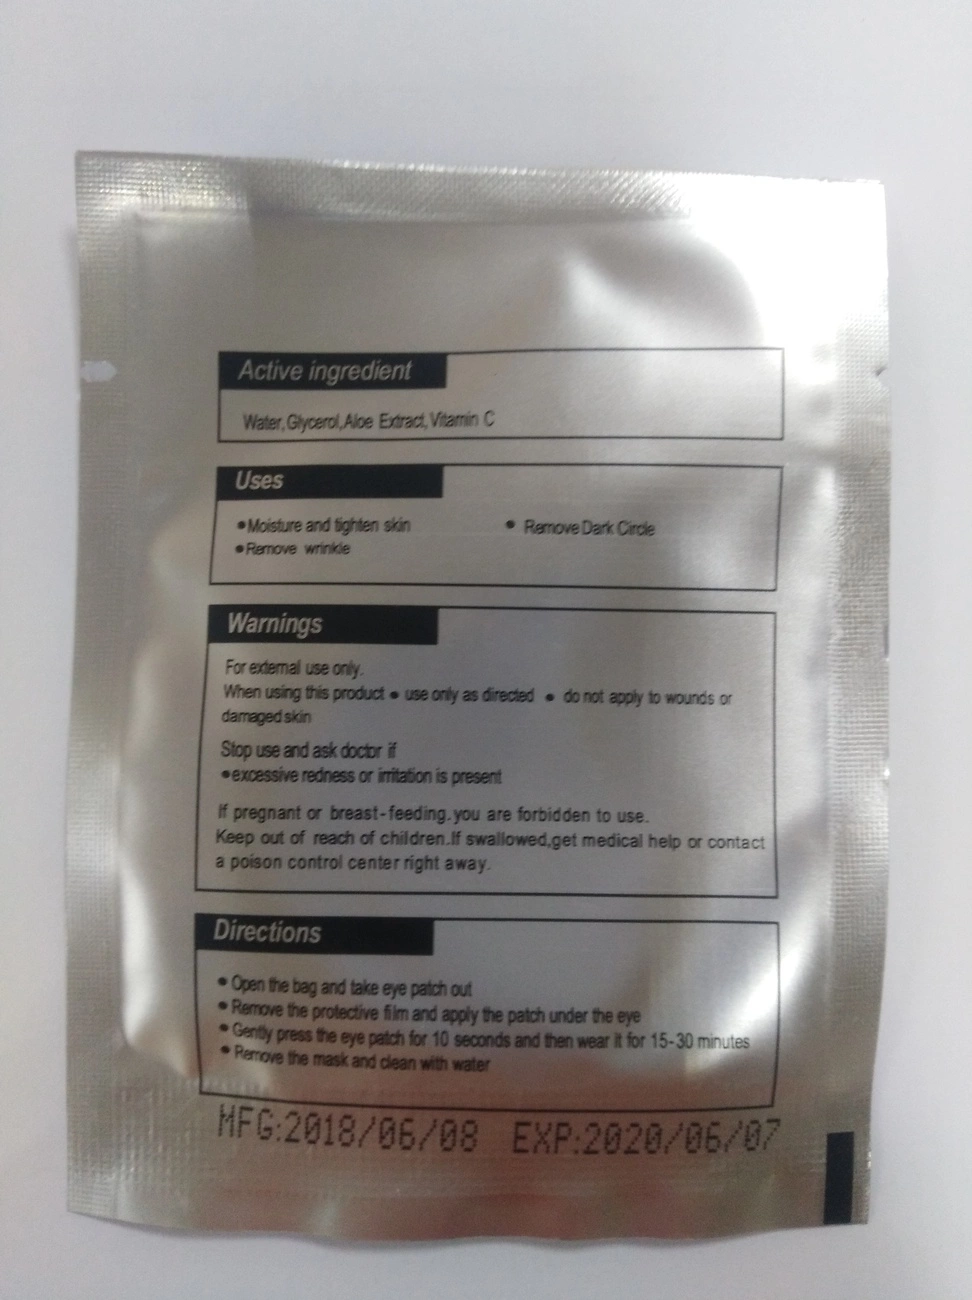 Active ingredient
Water, Glycerol,Aloe Extract, Vitamin C
Uses
•Moisture and tighten skin • Remove Dark Circle
•Remove wrinkle
Warnings
For external use only.
When using this product • use only as directed • do not apply to wounds or
damaged skin
Stop use and ask doctor if
•excessive redness or irritation is present
If pregnant or breast-feeding.you are forbidden to use.
Keep out of reach of children.If swallowed,get medical help or contact
a poison control center right away.
Directions
• Open the bag and take eye patch out
• Remove the protective film and apply the patch under the eye
• Gently press the eye patch for 10 seconds and then wear it for 15-30 minutes
• Remove the mask and clean with water
MFG:2018/06/08 EXP:2020/06/07